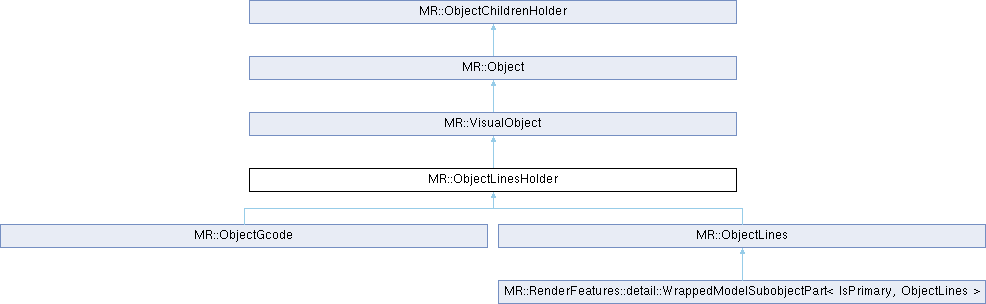 MR::ObjectChildrenHolder
MR::Object
MR::VisualObject
MR::ObjectLinesHolder
MR::ObjectGcode
MR::ObjectLines
MR::RenderFeatures::detail::WrappedModelSubobjectPart< IsPrimary, ObjectLines >